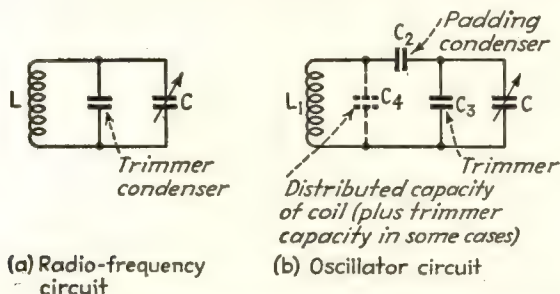 L
C
Trimmer
condenser
(a) Radio-frequency
circuit
C2
Padding
condenser
L1
C4
C3
C
Trimmer
Distributed capacity
of coil (plus trimmer
capacity in some cases)
(b) Oscillator circuit